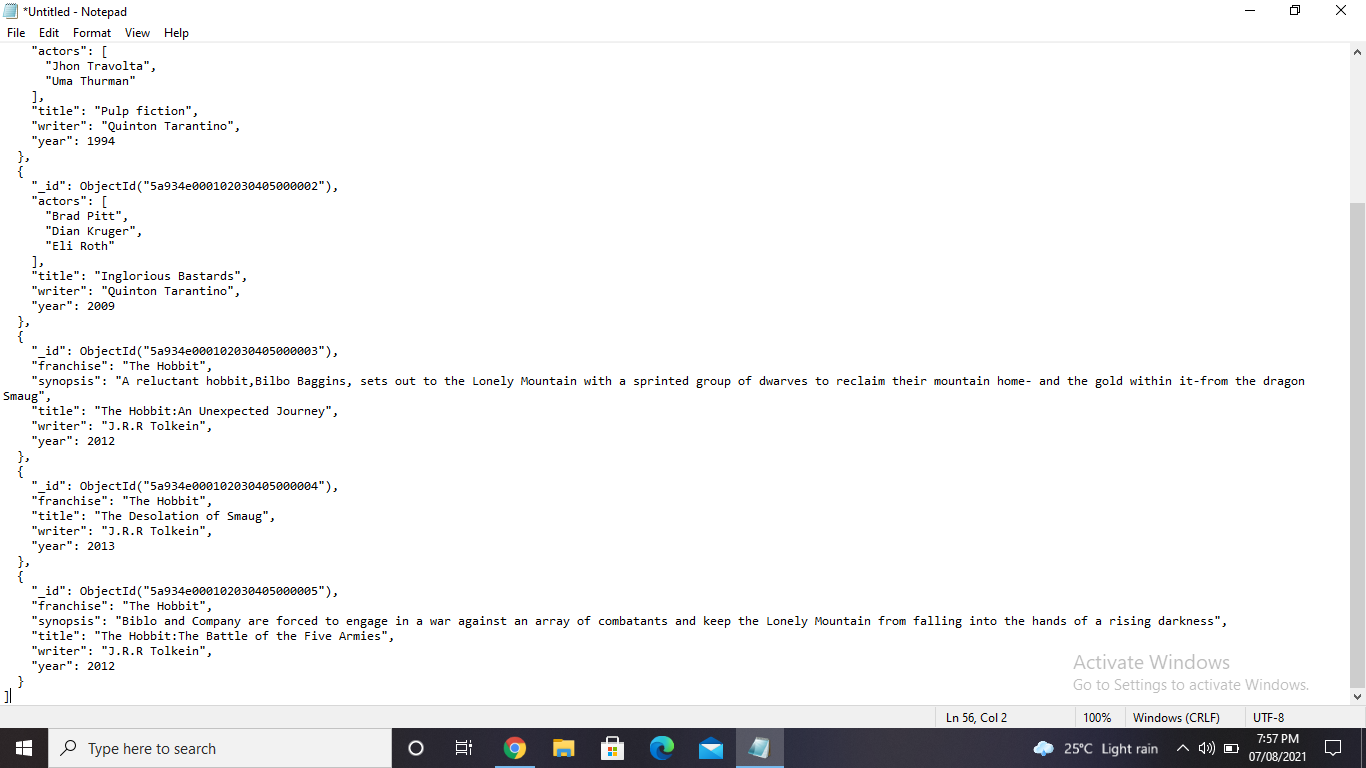 *Untitled - Notepad
File Edit Format View Help
    "actors": [
      "Jhon Travolta",
      "Uma Thurman"
    ],
    "title": "Pulp fiction",
    "writer": "Quinton Tarantino",
    "year": 1994
  },
  {
    "_id": ObjectId("5a934e000102030405000002"),
    "actors": [
      "Brad Pitt",
      "Dian Kruger",
      "Eli Roth"
    ],
    "title": "Inglorious Bastards",
    "writer": "Quinton Tarantino",
    "year": 2009
  },
  {
    "_id": ObjectId("5a934e000102030405000003"),
    "franchise": "The Hobbit",
    "synopsis": "A reluctant hobbit,Bilbo Baggins, sets out to the Lonely Mountain with a sprinted group of dwarves to reclaim their mountain home- and the gold within it-from the dragon
Smaug",
    "title": "The Hobbit:An Unexpected Journey",
    "writer": "J.R.R Tolkein",
    "year": 2012
  },
  {
    "_id": ObjectId("5a934e000102030405000004"),
    "franchise": "The Hobbit",
    "title": "The Desolation of Smaug",
    "writer": "J.R.R Tolkein",
    "year": 2013
  },
  {
    "_id": ObjectId("5a934e000102030405000005"),
    "franchise": "The Hobbit",
    "synopsis": "Biblo and Company are forced to engage in a war against an array of combatants and keep the Lonely Mountain from falling into the hands of a rising darkness",
    "title": "The Hobbit:The Battle of the Five Armies",
    "writer": "J.R.R Tolkein",
    "year": 2012
  }
]
Activate Windows
Go to Settings to activate Windows.
Ln 56, Col 2 100% Windows (CRLF) UTF-8
Type here to search
25°C Light rain
7:57 PM
07/08/2021